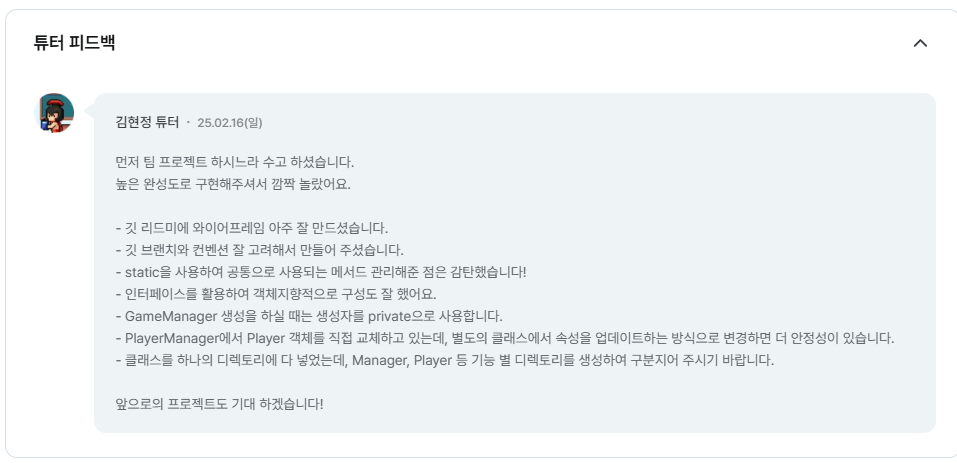 튜터 피드백
김현정 튜터 · 25.02.16(일)
먼저 팀 프로젝트 하시느라 수고 하셨습니다.
높은 완성도로 구현해주셔서 깜짝 놀랐어요.
- 깃 리드미에 와이어프레임 아주 잘 만드셨습니다.
- 깃 브랜치와 컨벤션 잘 고려해서 만들어 주셨습니다.
- static을 사용하여 공통으로 사용되는 메서드 관리해준 점은 감탄했습니다!
- 인터페이스를 활용하여 객체지향적으로 구성도 잘 했어요.
- GameManager 생성을 하실 때는 생성자를 private으로 사용합니다.
- PlayerManager에서 Player 객체를 직접 교체하고 있는데, 별도의 클래스에서 속성을 업데이트하는 방식으로 변경하면 더 안정성이 있습니다.
- 클래스를 하나의 디렉토리에 다 넣었는데, Manager, Player 등 기능 별 디렉토리를 생성하여 구분지어 주시기 바랍니다.
앞으로의 프로젝트도 기대 하겠습니다!